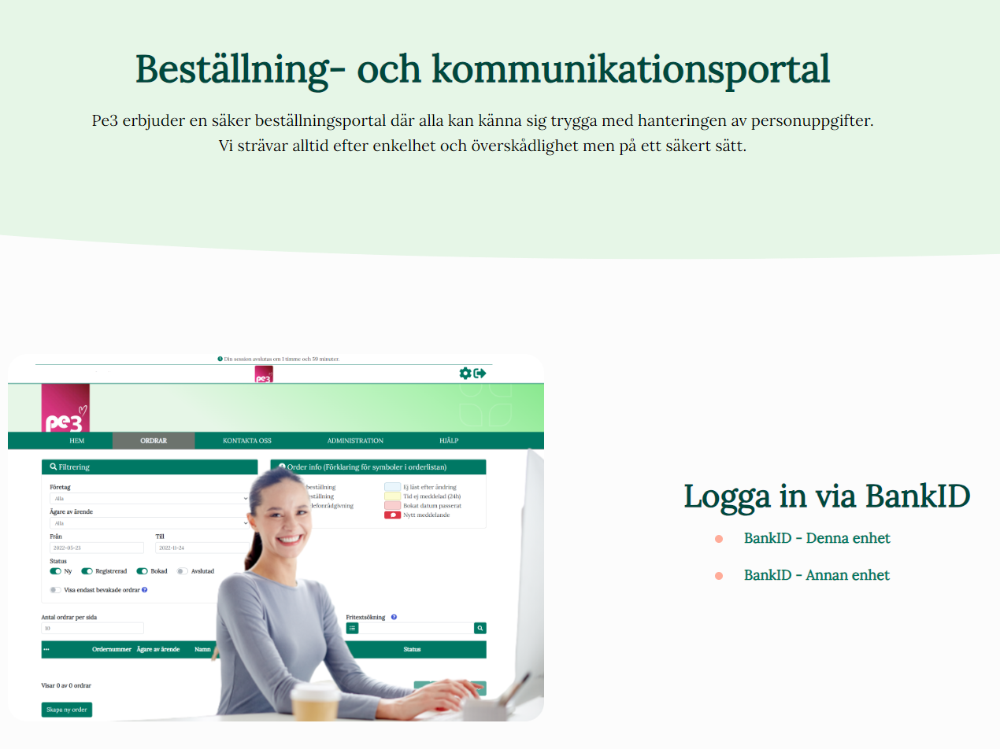 Beställning- och kommunikationsportal
Pe3 erbjuder en säker beställningsportal där alla kan känna sig trygga med hanteringen av personuppgifter.
Vi strävar alltid efter enkelhet och överskådlighet men på ett säkert sätt.
Din session avslutas om 1 timme och 59 minuter.
pe3
pe3
HEM ORDRAR KONTAKTA OSS ADMINISTRATION HJÄLP
Filtrering
Företag
Alla
Ägare av ärende
Alla
Från Till
2022-05-23 2022-11-24
Status
Ny Registrerad Bokad Avslutad
Visa endast bevakade ordrar ?
Order info (Förklaring för symboler i orderlistan)
Ej läst efter ändring
Tid ej meddelad (24h)
Bokat datum passerat
Nytt meddelande
Antal ordrar per sida
10
Fritextsökning ?
Ordernummer Ägare av ärende Namn Status
Visar 0 av 0 ordrar
Skapa ny order
Logga in via BankID
BankID - Denna enhet
BankID - Annan enhet